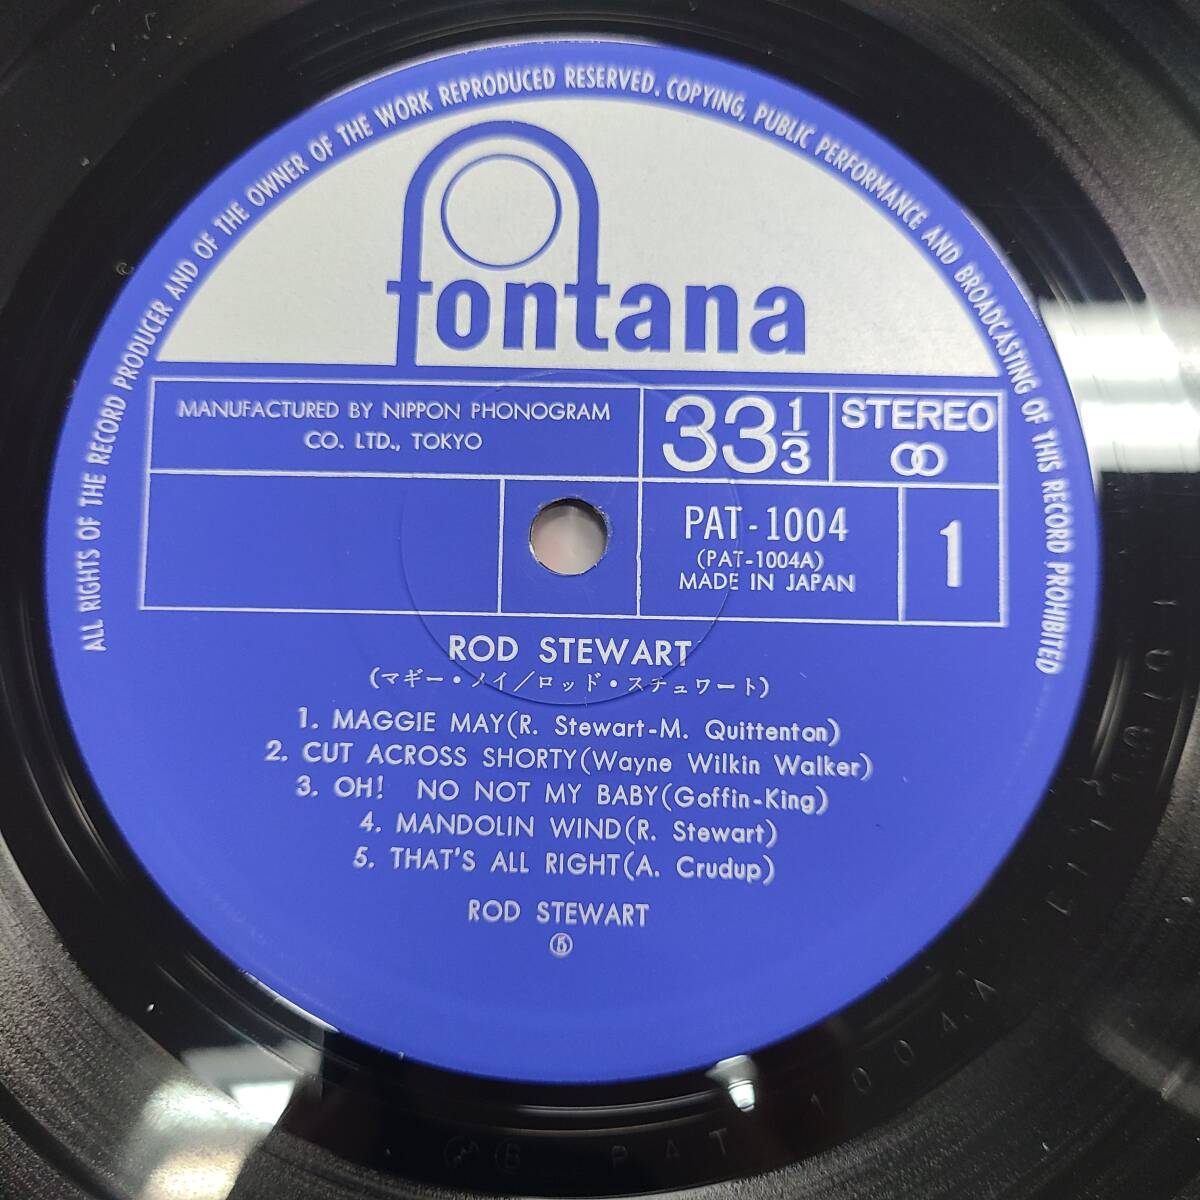 ALL RIGHTS OF THE RECORD PRODUCER AND OF THE OWNER OF THE WORK REPRODUCED RESERVED. COPYING, PUBLIC PERFORMANCE AND BROADCASTING OF THIS RECORD PROHIBITED
fontana
MANUFACTURED BY NIPPON PHONOGRAM
CO. LTD., TOKYO
33 1/3
STEREO
PAT-1004
(PAT-1004A)
MADE IN JAPAN
1
ROD STEWART
(マギー・メイ/ロッド・スチュワート)
1. MAGGIE MAY(R. Stewart-M. Quittenton)
2. CUT ACROSS SHORTY(Wayne Wilkin Walker)
3. OH! NO NOT MY BABY(Goffin-King)
4. MANDOLIN WIND(R. Stewart)
5. THAT'S ALL RIGHT(A. Crudup)
ROD STEWART
PAT 1004A